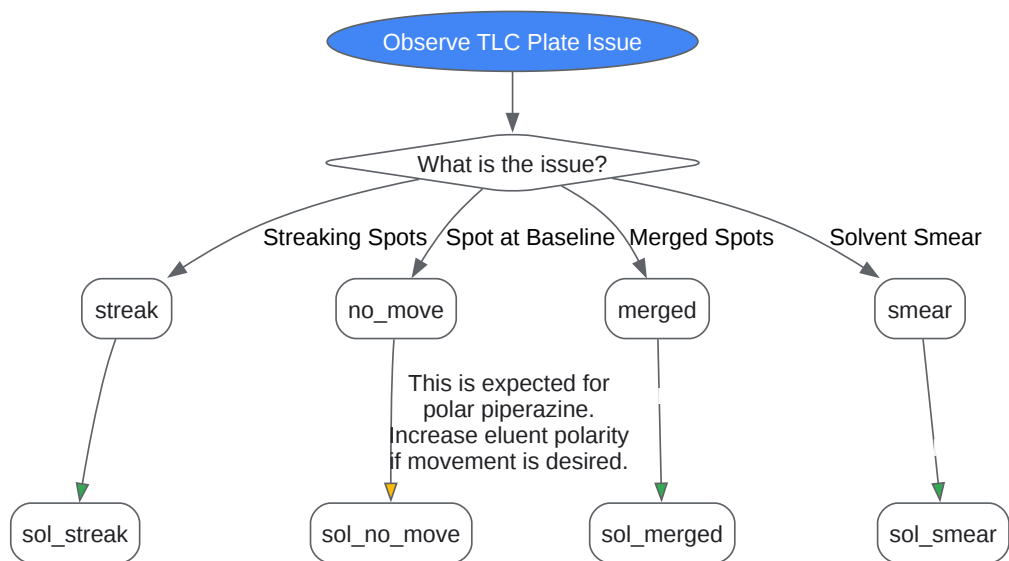 Observe TLC Plate Issue
What is the issue?
Streaking Spots
Spot at Baseline
Merged Spots
Solvent Smear
streak
no_move
merged
smear
This is expected for
polar piperazine.
Increase eluent polarity
if movement is desired.
sol_streak
sol_no_move
sol_merged
sol_smear